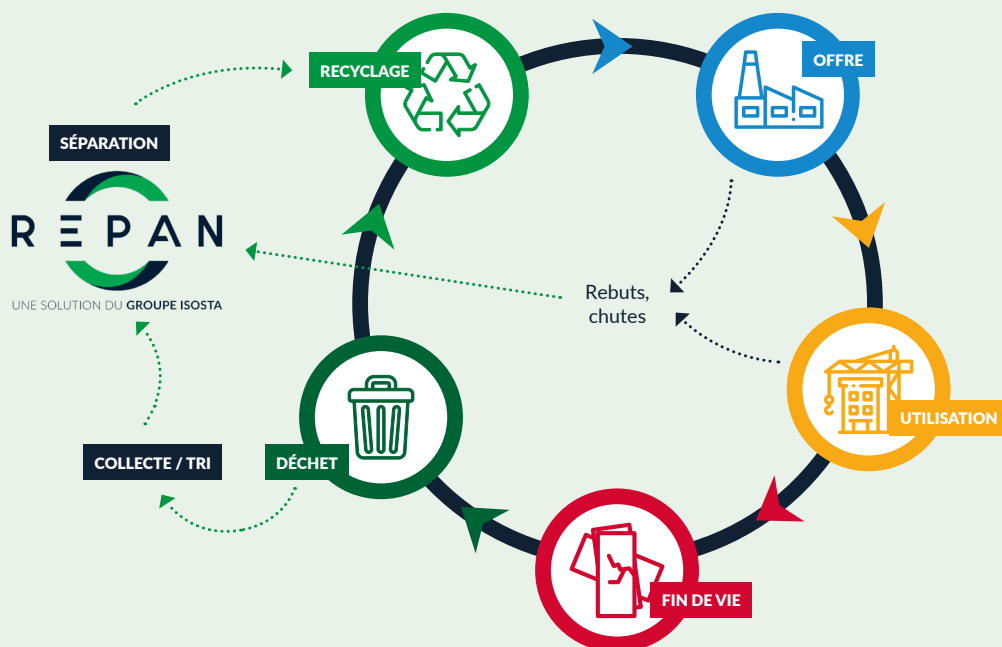 RECYCLAGE
OFFRE
SÉPARATION
REPAN
UNE SOLUTION DU GROUPE ISOSTA
Rebuts,
chutes
UTILISATION
COLLECTE / TRI
DÉCHET
FIN DE VIE